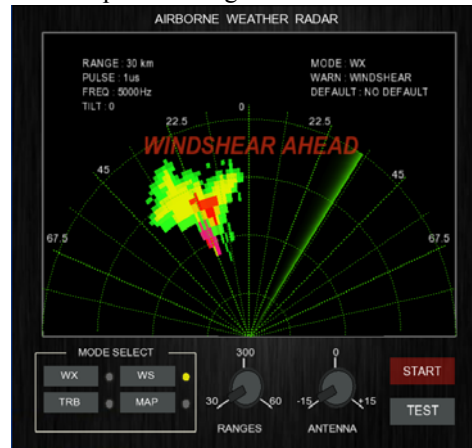 AIRBORNE WEATHER RADAR
RANGE : 30 km
PULSE : 1us
FREQ : 5000Hz
TILT : 0
MODE : WX
WARN : WINDSHEAR
DEFAULT : NO DEFAULT
0
22.5
22.5
WINDSHEAR AHEAD
45
45
67.5
67.5
MODE SELECT
WX
WS
TRB
MAP
300
30
60
RANGES
0
-15
+15
ANTENNA
START
TEST